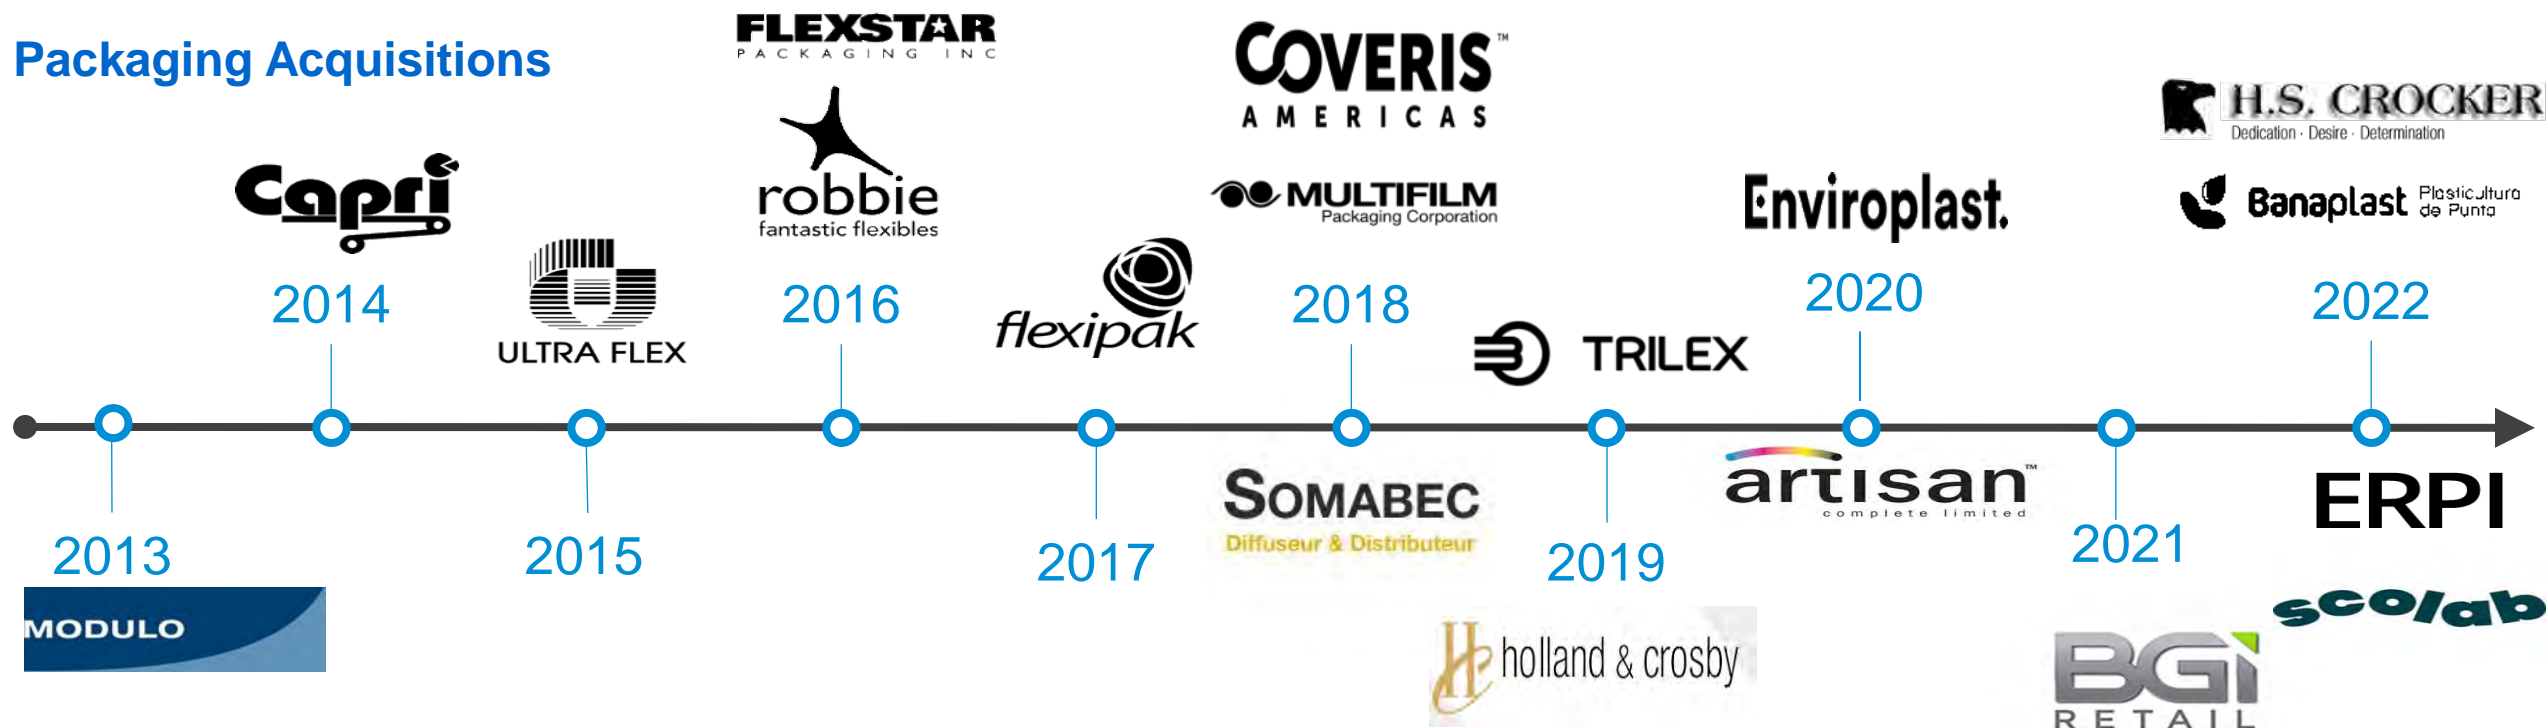 Packaging Acquisitions
FLEXSTAR
PACKAGING INC
COVERIS™
AMERICAS
H.S. CROCKER
Dedication · Desire · Determination
Capri
robbie
fantastic flexibles
MULTIFILM
Packaging Corporation
Enviroplast.
Banaplast Plasticultura
de Punta
2014
ULTRA FLEX
2016
flexipak
2018
TRILEX
2020
2022
2013
MODULO
2015
2017
SOMABEC
Diffuseur & Distributeur
2019
holland & crosby
artisan™
complete limited
2021
BGi
RETAIL
ERPI
scolab